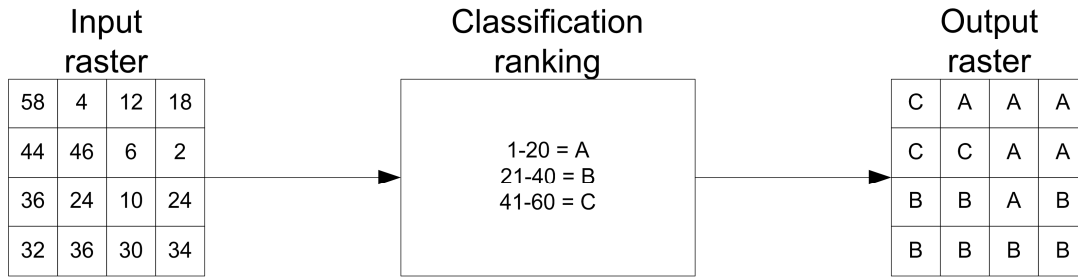 Input
raster
58 4 12 18
44 46 6 2
36 24 10 24
32 36 30 34
Classification
ranking
1-20 = A
21-40 = B
41-60 = C
Output
raster
C A A A
C C A A
B B A B
B B B B